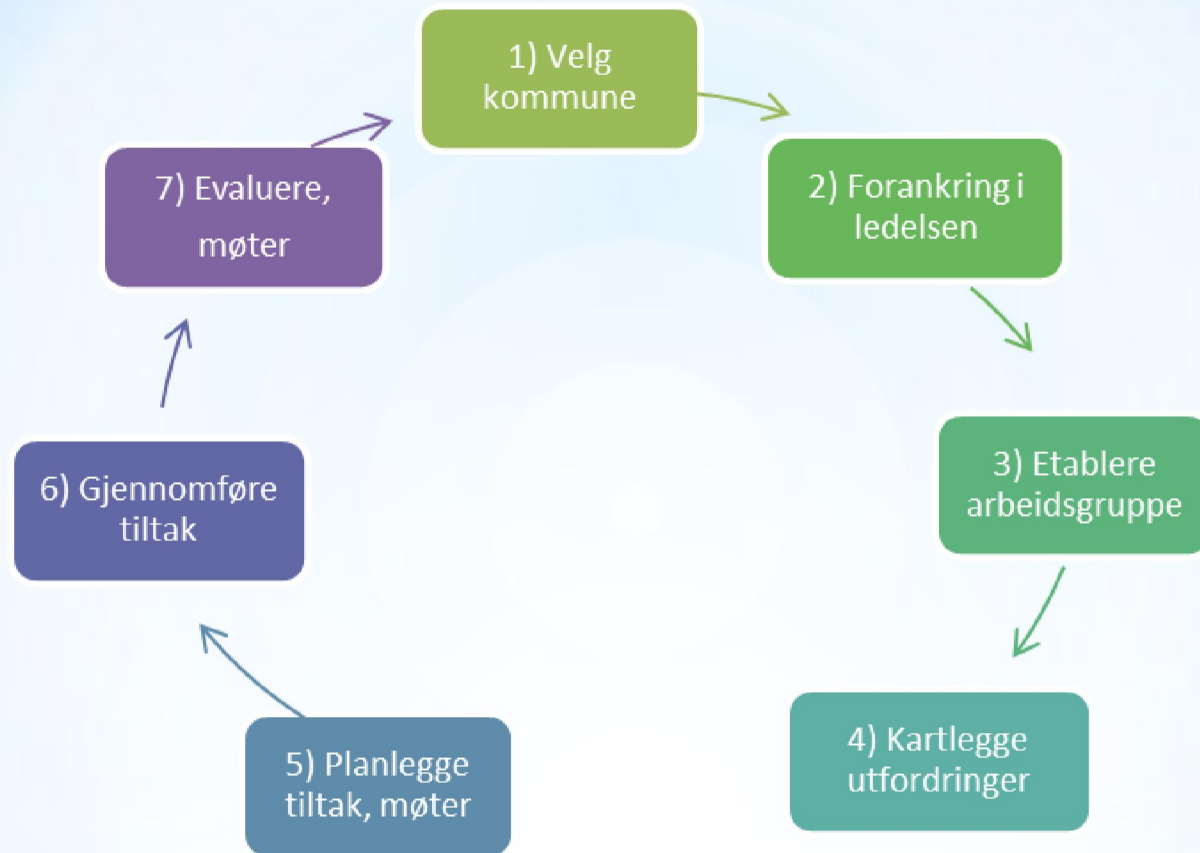 1) Velg
kommune
2) Forankring i
ledelsen
3) Etablere
arbeidsgruppe
4) Kartlegge
utfordringer
5) Planlegge
tiltak, møter
6) Gjennomføre
tiltak
7) Evaluere,
møter